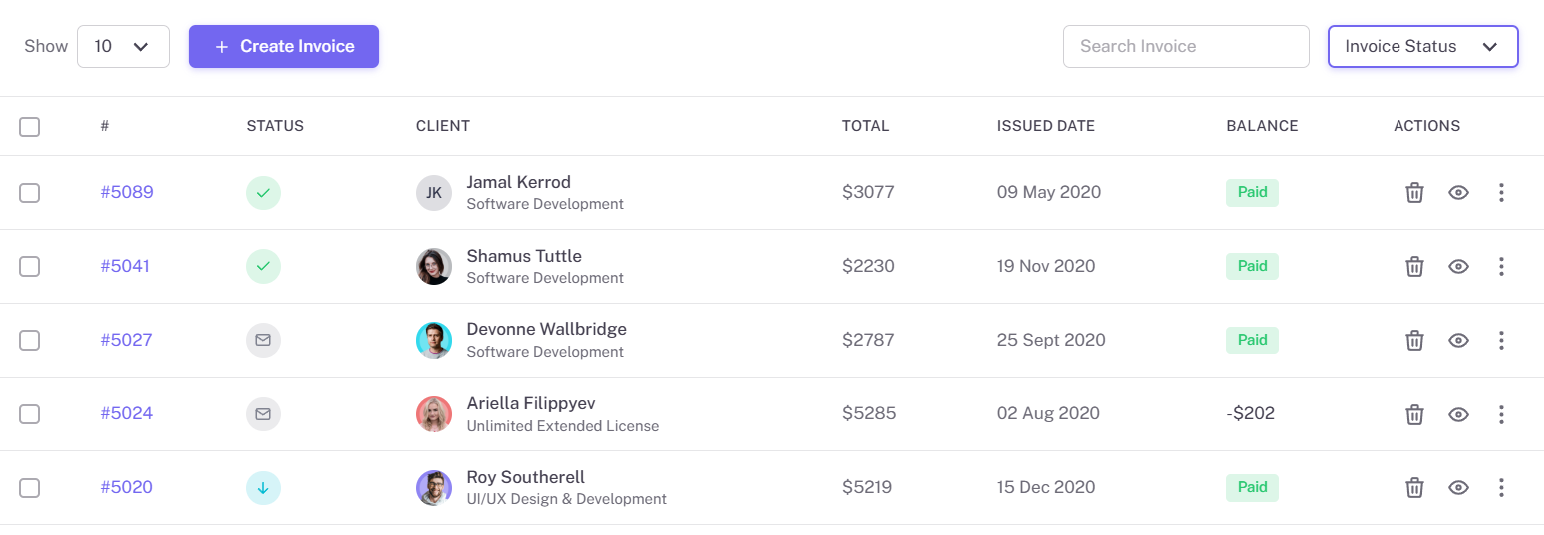 Show 10 + Create Invoice Search Invoice Invoice Status
# STATUS CLIENT TOTAL ISSUED DATE BALANCE ACTIONS
#5089 JK Jamal Kerrod $3077 09 May 2020 Paid
Software Development
#5041 Shamus Tuttle $2230 19 Nov 2020 Paid
Software Development
#5027 Devonne Wallbridge $2787 25 Sept 2020 Paid
Software Development
#5024 Ariella Filippyev $5285 02 Aug 2020 -$202
Unlimited Extended License
#5020 Roy Southerell $5219 15 Dec 2020 Paid
UI/UX Design & Development